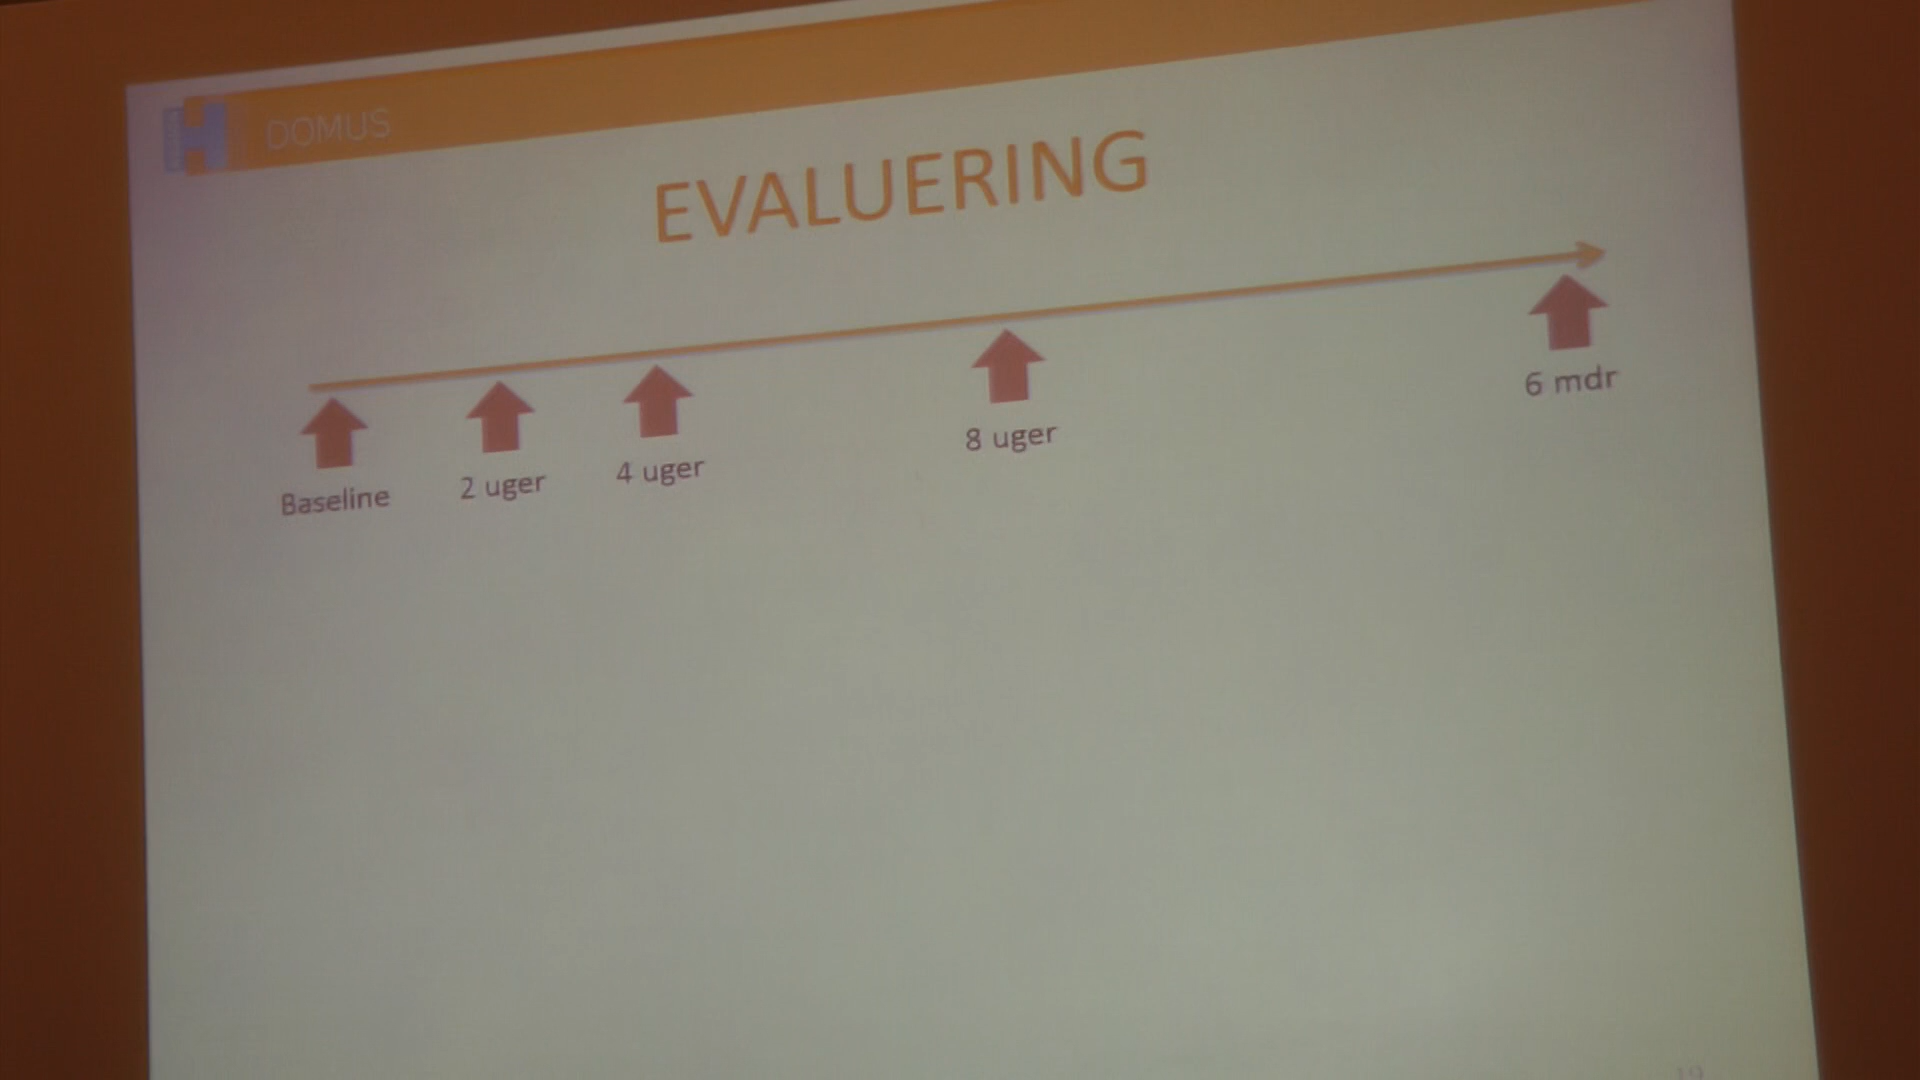 DOMUS
EVALUERING
Baseline
2 uger
4 uger
8 uger
6 mdr